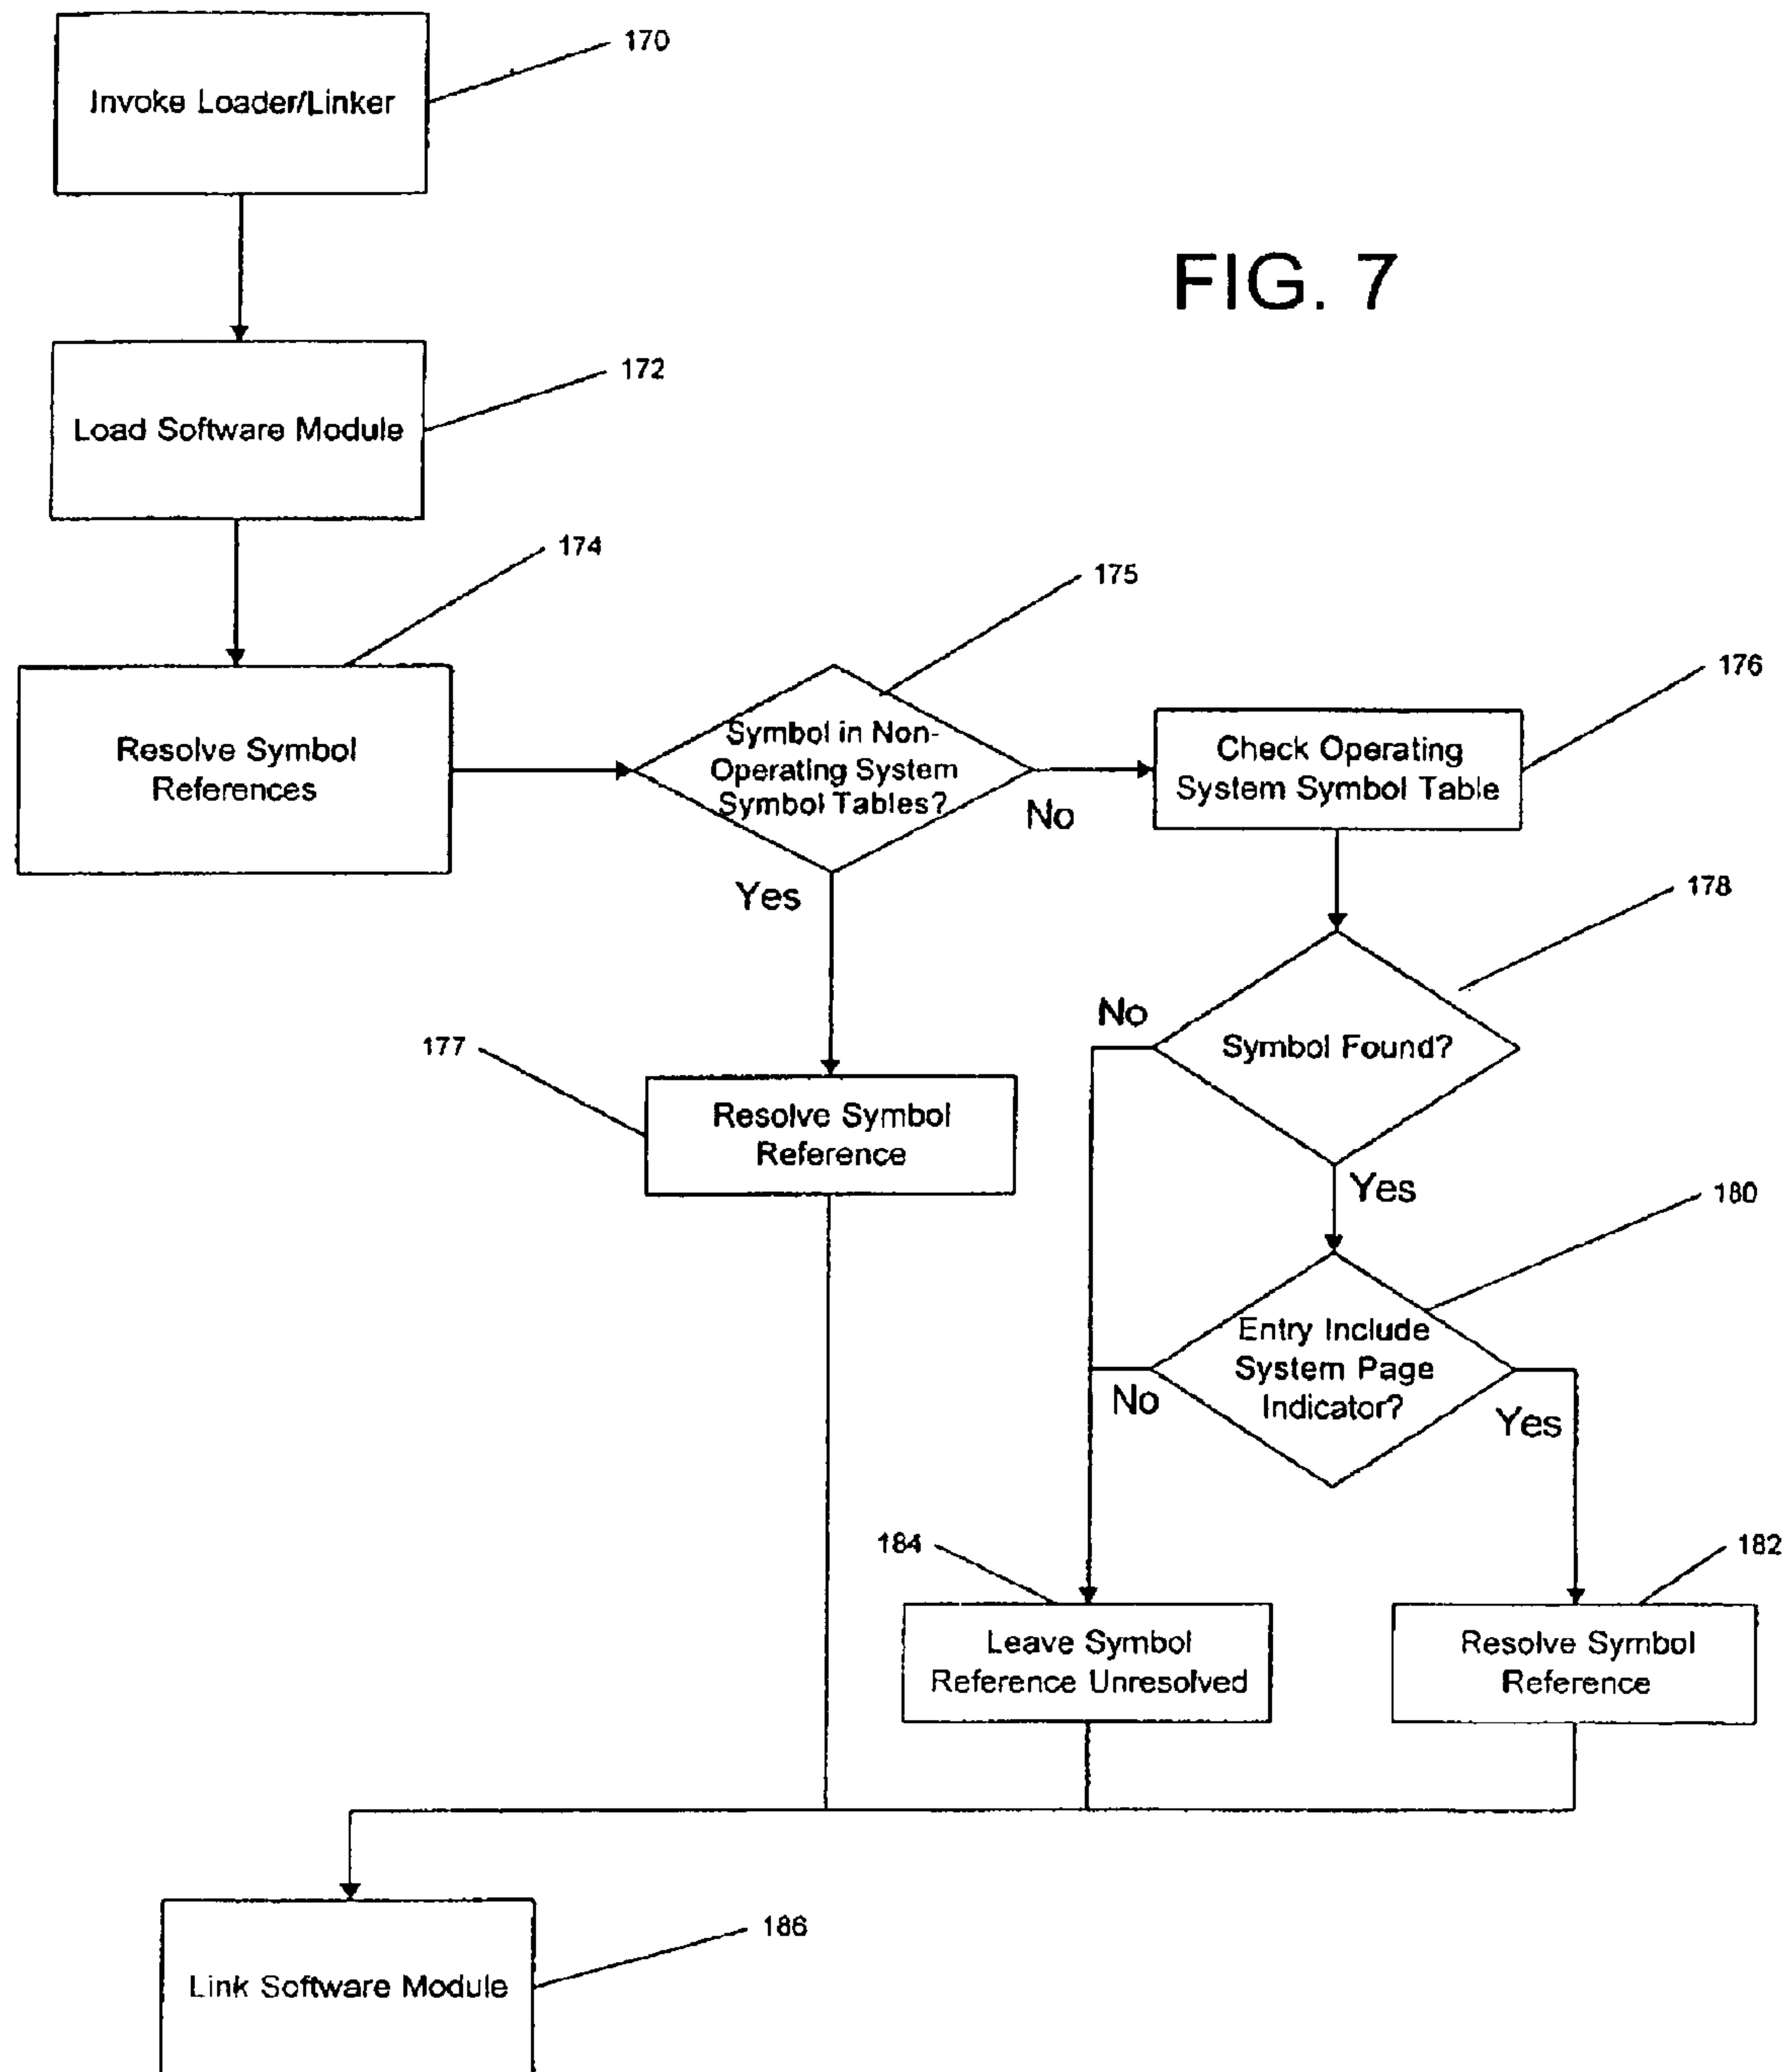 Invoke Loader/Linker
170
FIG. 7
Load Software Module
172
174
Resolve Symbol
References
175
Symbol in Non-
Operating System
Symbol Tables?
No
Yes
176
Check Operating
System Symbol Table
178
No
Symbol Found?
Yes
177
Resolve Symbol
Reference
180
Entry Include
System Page
Indicator?
No
Yes
184
Leave Symbol
Reference Unresolved
182
Resolve Symbol
Reference
186
Link Software Module